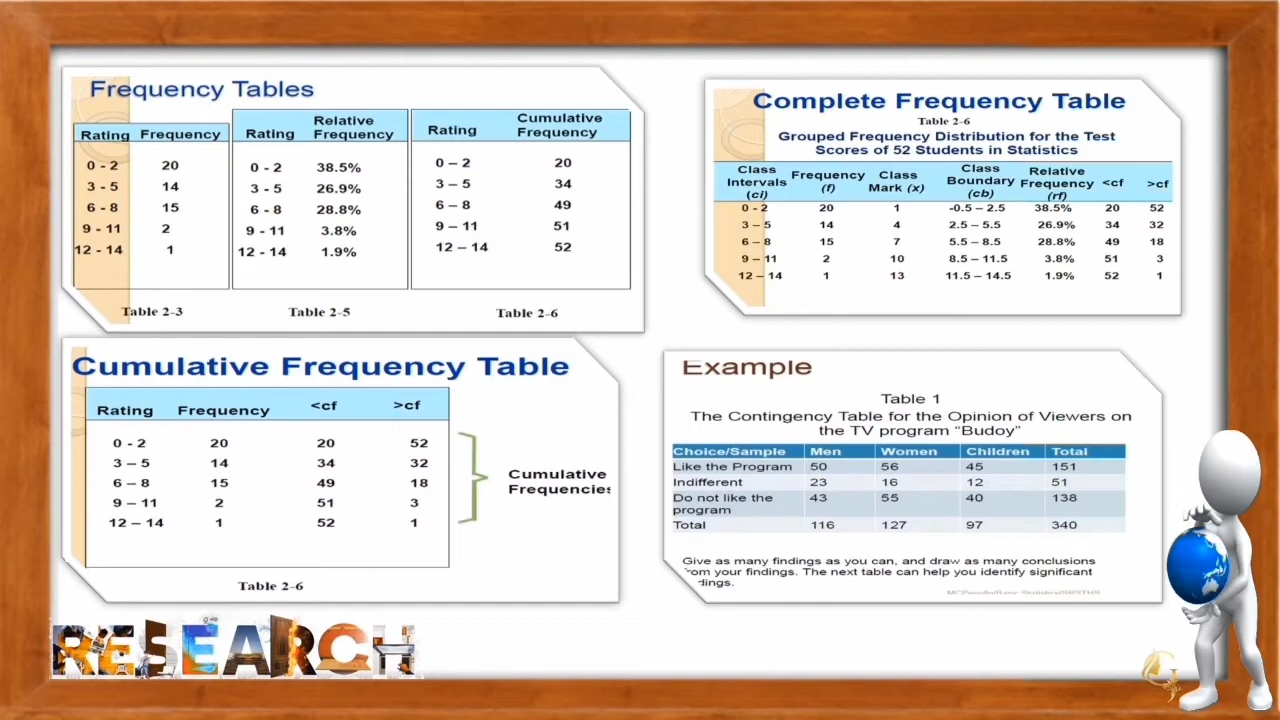 Frequency Tables
Rating Frequency
0 - 2 20
3 - 5 14
6 - 8 15
9 - 11 2
12 - 14 1
Table 2-3
Relative
Rating Frequency
0 - 2 38.5%
3 - 5 26.9%
6 - 8 28.8%
9 - 11 3.8%
12 - 14 1.9%
Table 2-5
Cumulative
Rating Frequency
0 – 2 20
3 – 5 34
6 – 8 49
9 – 11 51
12 – 14 52
Table 2-6
Complete Frequency Table
Table 2-6
Grouped Frequency Distribution for the Test
Scores of 52 Students in Statistics
Class Intervals (ci) Frequency (f) Class Mark (x) Class Boundary (cb) Relative Frequency (rf) <cf >cf
0 - 2 20 1 -0.5 – 2.5 38.5% 20 52
3 – 5 14 4 2.5 – 5.5 26.9% 34 32
6 – 8 15 7 5.5 – 8.5 28.8% 49 18
9 – 11 2 10 8.5 – 11.5 3.8% 51 3
12 – 14 1 13 11.5 – 14.5 1.9% 52 1
Cumulative Frequency Table
Rating Frequency <cf >cf
0 - 2 20 20 52
3 – 5 14 34 32
6 – 8 15 49 18
9 – 11 2 51 3
12 – 14 1 52 1
Cumulative
Frequencies
Table 2-6
Example
Table 1
The Contingency Table for the Opinion of Viewers on
the TV program “Budoy”
Choice/Sample Men Women Children Total
Like the Program 50 56 45 151
Indifferent 23 16 12 51
Do not like the program 43 55 40 138
Total 116 127 97 340
Give as many findings as you can, and draw as many conclusions
from your findings. The next table can help you identify significant
RESEARCH